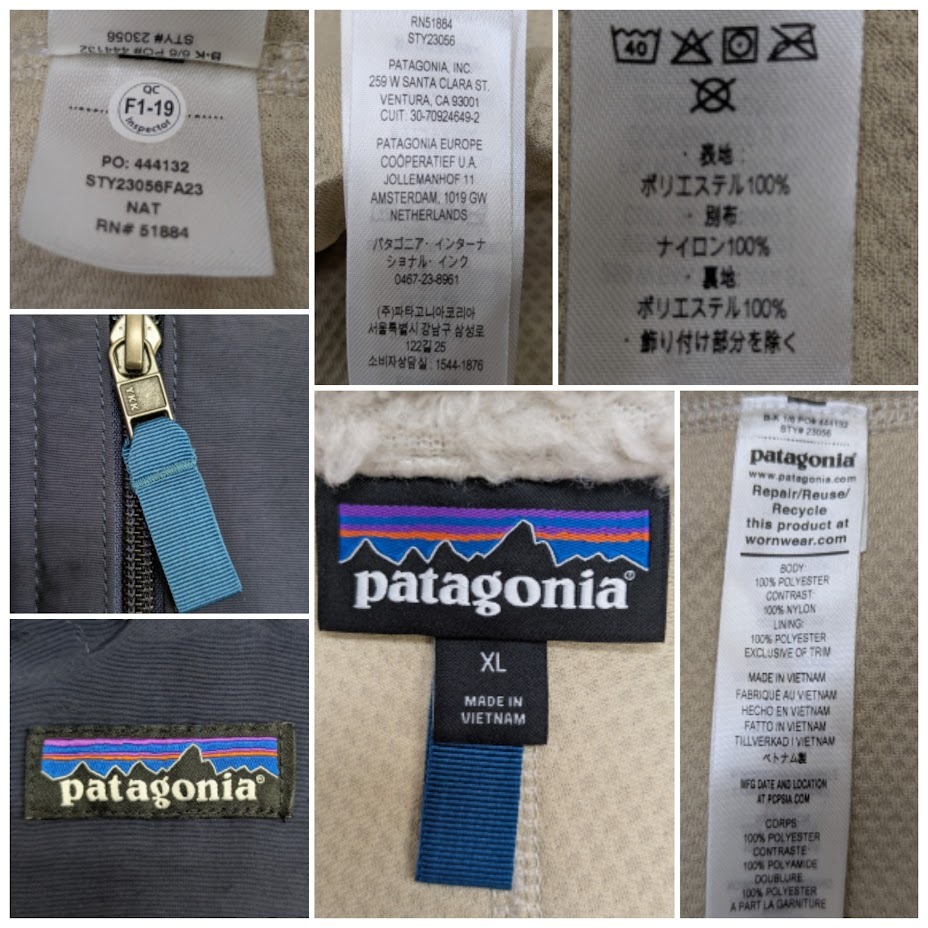 B-K 6/6 PO# 444132
STY# 23056
QC
F1-19
Inspector
PO: 444132
STY23056FA23
NAT
RN# 51884
RN51884
STY23056
PATAGONIA, INC.
259 W SANTA CLARA ST.
VENTURA, CA 93001
CUIT: 30-70924649-2
PATAGONIA EUROPE
COÖPERATIEF U.A.
JOLLEMANHOF 11
AMSTERDAM, 1019 GW
NETHERLANDS
パタゴニア・インターナ
ショナル・インク
0467-23-8961
(주)파타고니아코리아
서울특별시 강남구 삼성로
122길 25
소비자상담실 : 1544-1876
40
・表地 :
ポリエステル100%
・別布:
ナイロン100%
・裏地:
ポリエステル100%
・飾り付け部分を除く
YKK
patagonia®
patagonia®
XL
MADE IN
VIETNAM
B-K 1/6 PO# 444132
STY# 23056
patagonia®
www.patagonia.com
Repair/Reuse/
Recycle
this product at
wornwear.com
BODY:
100% POLYESTER
CONTRAST:
100% NYLON
LINING:
100% POLYESTER
EXCLUSIVE OF TRIM
MADE IN VIETNAM
FABRIQUÉ AU VIETNAM
HECHO EN VIETNAM
FATTO IN VIETNAM
TILLVERKAD I VIETNAM
ベトナム製
MFG DATE AND LOCATION
AT PCPSIA.COM
CORPS:
100% POLYESTER
CONTRASTE:
100% POLYAMIDE
DOUBLURE:
100% POLYESTER
A PART LA GARNITURE